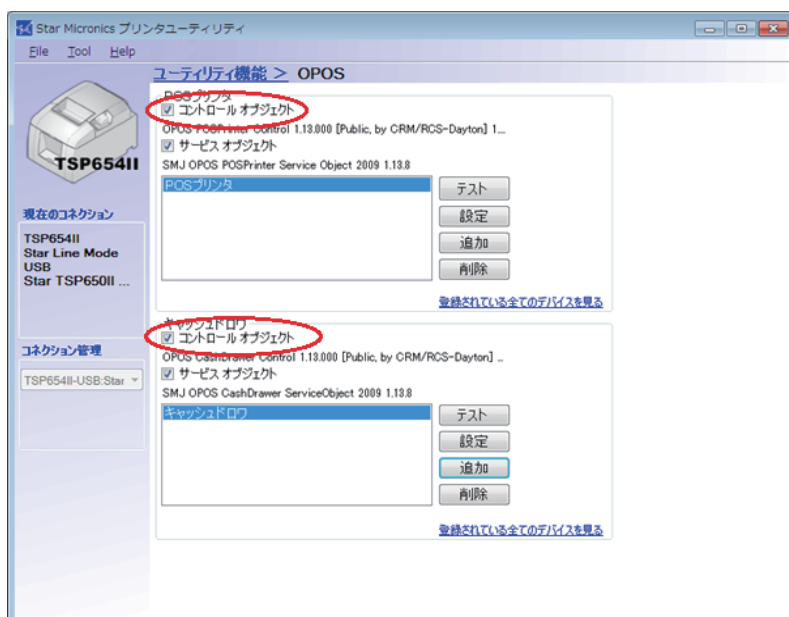 Star Micronics プリンタユーティリティ
File Tool Help
ユーティリティ機能 > OPOS
TSP654II
現在のコネクション
TSP654II
Star Line Mode
USB
Star TSP650II ...
コネクション管理
TSP654II-USB:Star
POSプリンタ
コントロール オブジェクト
OPOS POSPrinter Control 1.13.000 [Public, by CRM/RCS-Dayton] 1...
サービス オブジェクト
SMJ OPOS POSPrinter Service Object 2009 1.13.8
POSプリンタ
テスト
設定
追加
削除
登録されている全てのデバイスを見る
キャッシュドロワ
コントロール オブジェクト
OPOS CashDrawer Control 1.13.000 [Public, by CRM/RCS-Dayton] ..
サービス オブジェクト
SMJ OPOS CashDrawer ServiceObject 2009 1.13.8
キャッシュドロワ
テスト
設定
追加
削除
登録されている全てのデバイスを見る